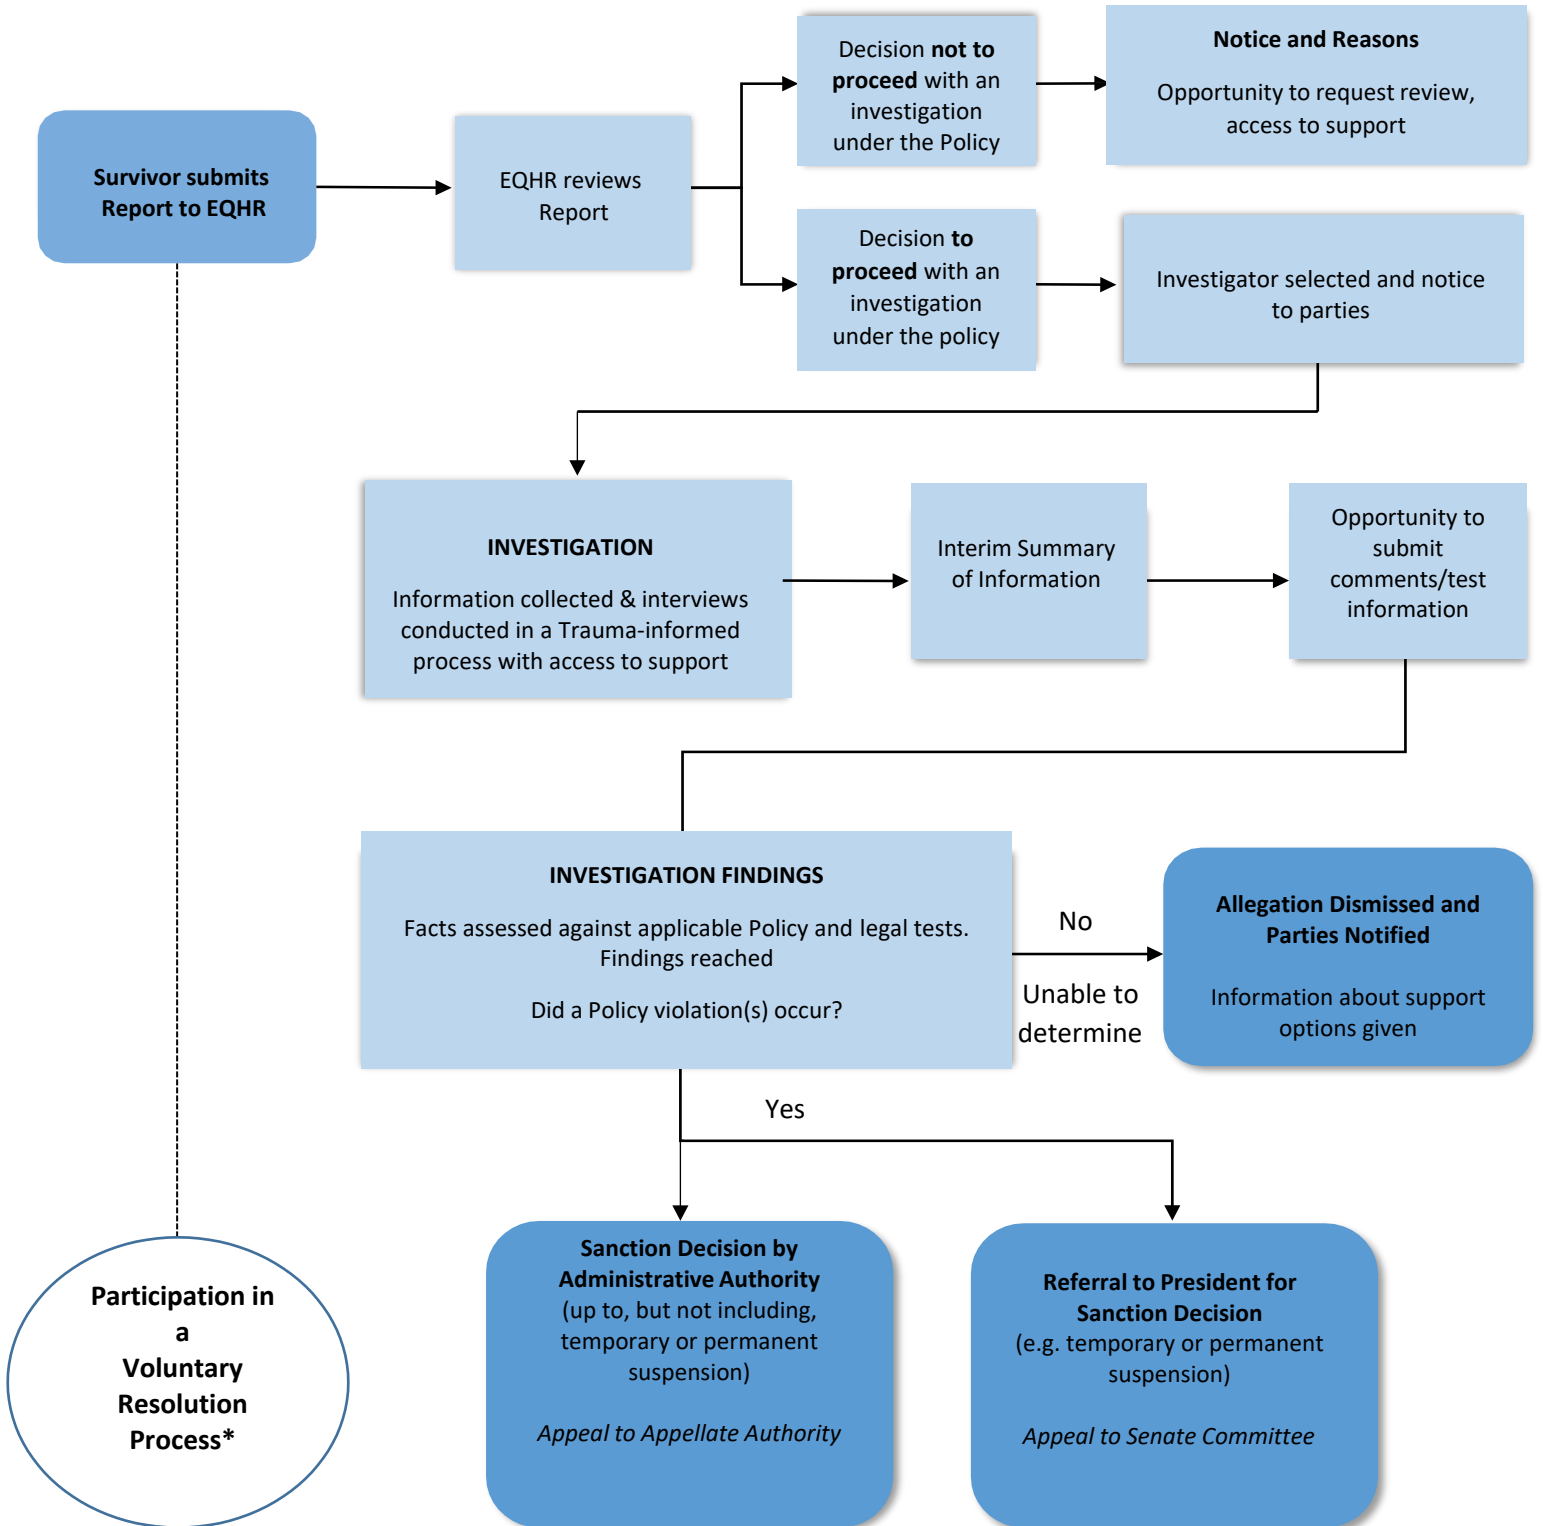 Survivor submits
Report to EQHR
EQHR reviews
Report
Decision not to
proceed with an
investigation
under the Policy
Notice and Reasons
Opportunity to request review,
access to support
Decision to
proceed with an
investigation
under the policy
Investigator selected and notice
to parties
INVESTIGATION
Information collected & interviews
conducted in a Trauma-informed
process with access to support
Interim Summary
of Information
Opportunity to
submit
comments/test
information
INVESTIGATION FINDINGS
Facts assessed against applicable Policy and legal tests.
Findings reached
Did a Policy violation(s) occur?
No
Unable to
determine
Allegation Dismissed and
Parties Notified
Information about support
options given
Yes
Sanction Decision by
Administrative Authority
(up to, but not including,
temporary or permanent
suspension)
Appeal to Appellate Authority
Referral to President for
Sanction Decision
(e.g. temporary or permanent
suspension)
Appeal to Senate Committee
Participation in
a
Voluntary
Resolution
Process*